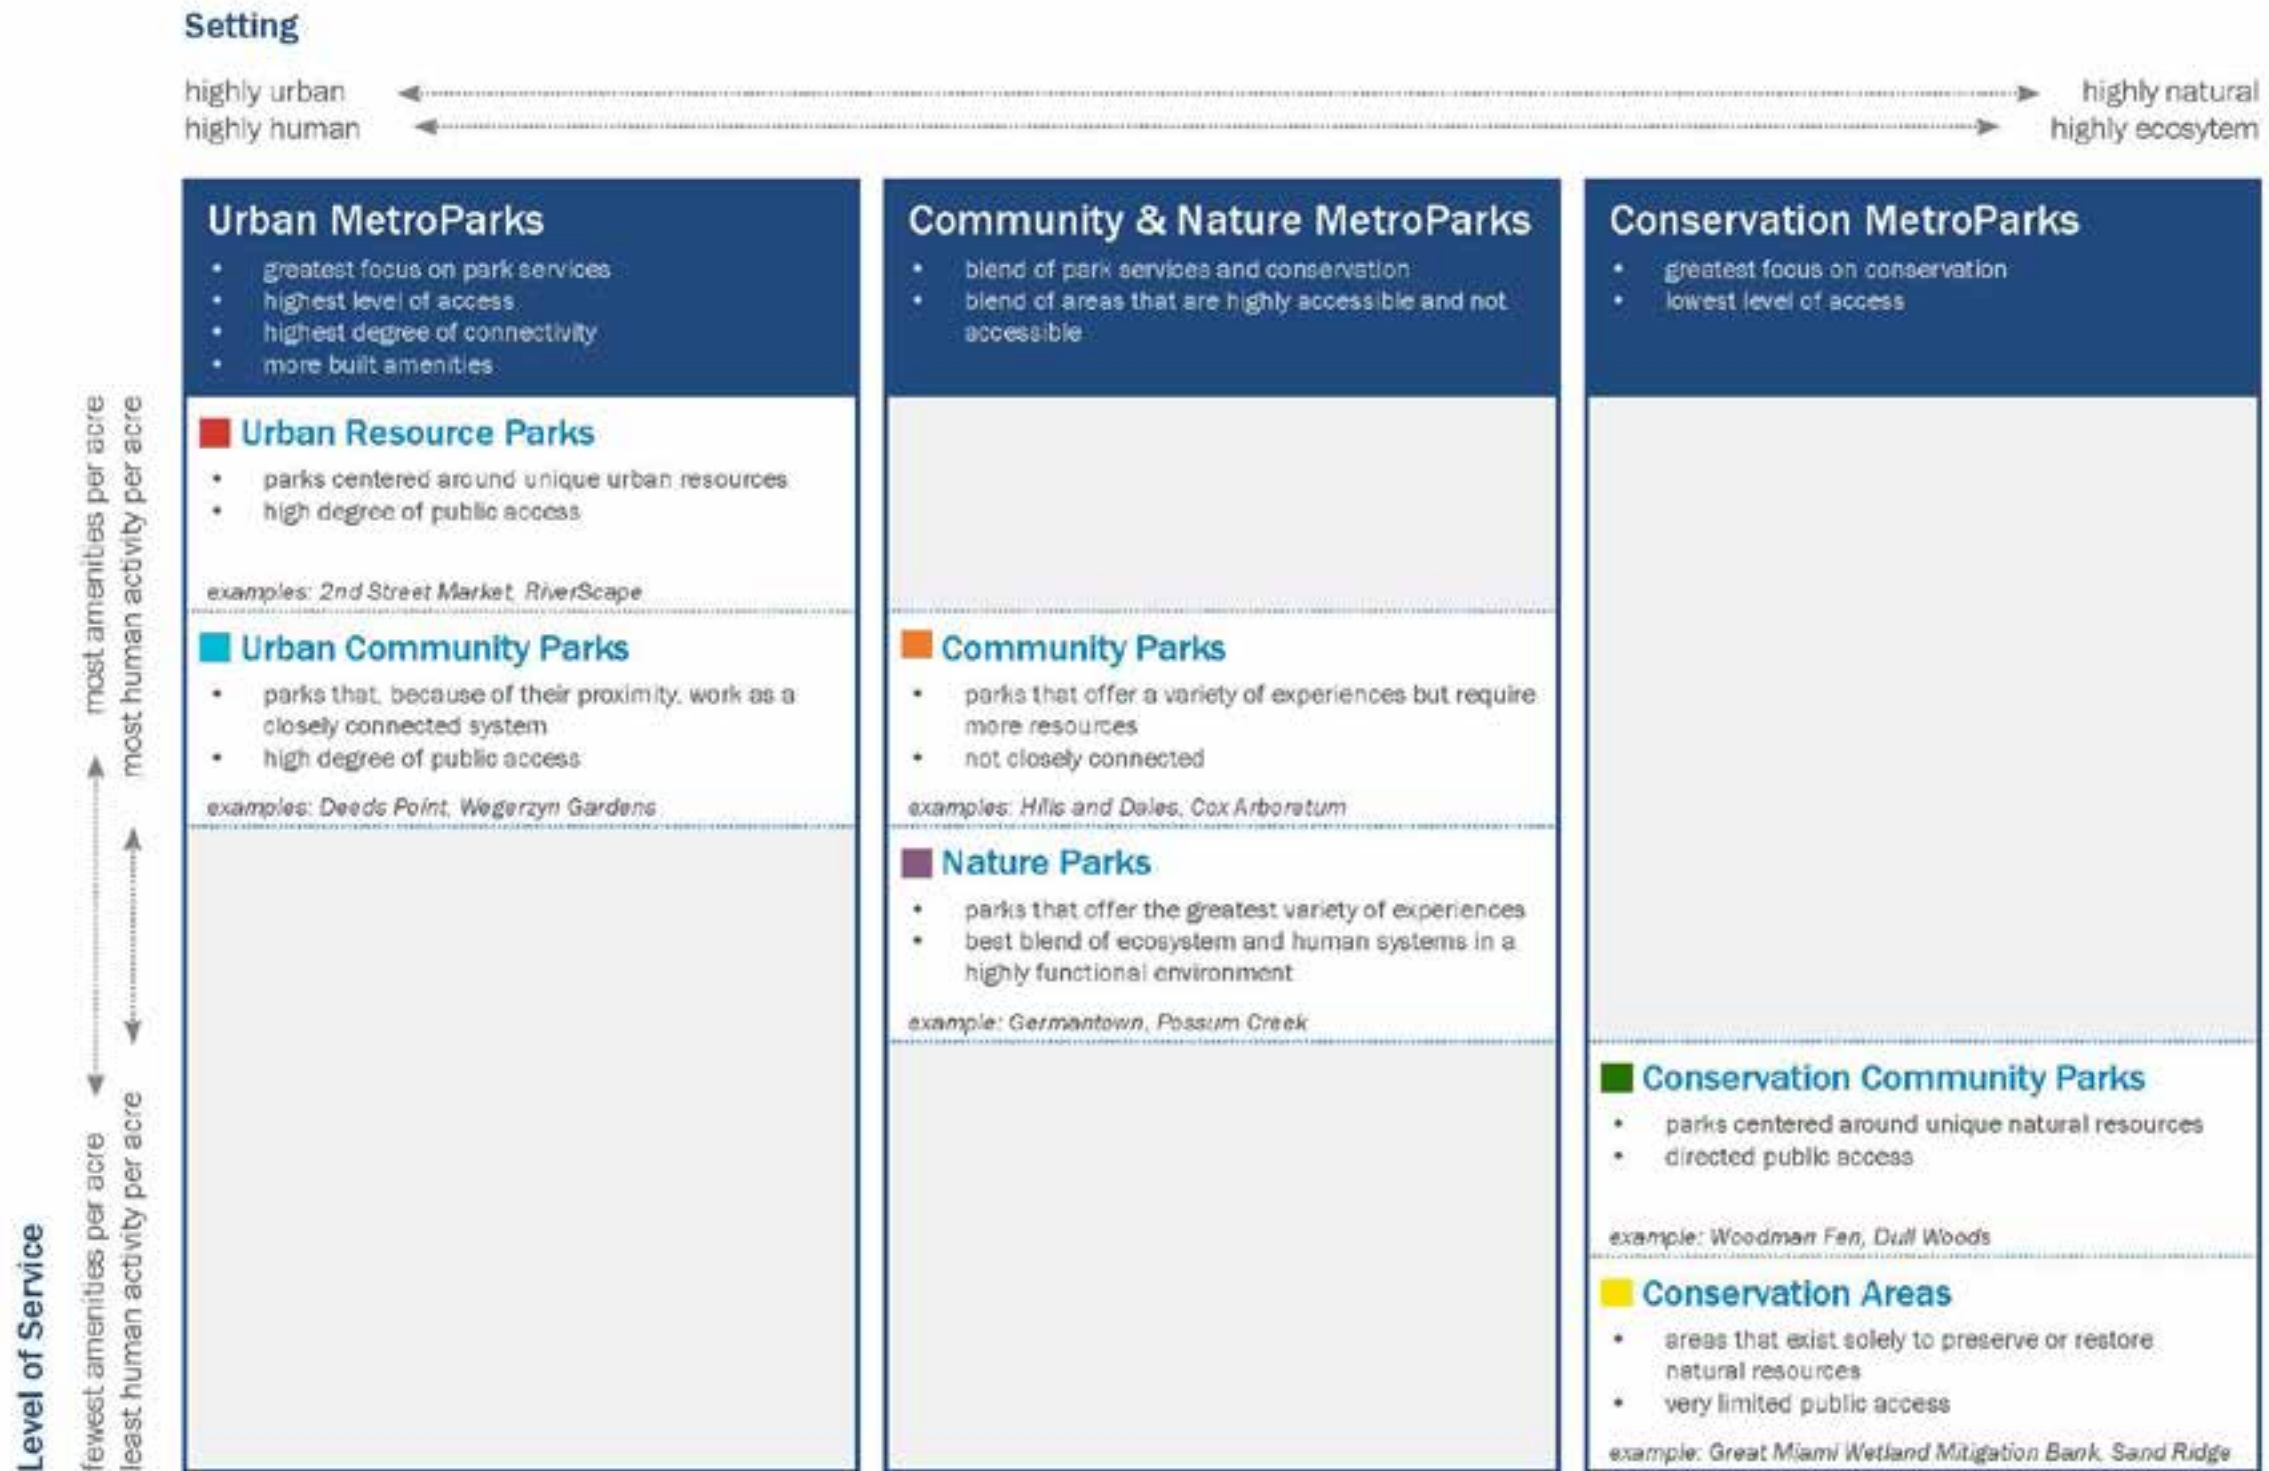 Setting
highly urban
highly natural
highly human
highly ecosytem
Urban MetroParks
• greatest focus on park services
• highest level of access
• highest degree of connectivity
• more built amenities
Community & Nature MetroParks
• blend of park services and conservation
• blend of areas that are highly accessible and not
accessible
Conservation MetroParks
• greatest focus on conservation
• lowest level of access
Level of Service
most amenities per acre
most human activity per acre
fewest amenities per acre
least human activity per acre
Urban Resource Parks
• parks centered around unique urban resources
• high degree of public access
examples: 2nd Street Market, RiverScape
Urban Community Parks
• parks that, because of their proximity, work as a
closely connected system
• high degree of public access
examples: Deeds Point, Wegerzyn Gardens
Community Parks
• parks that offer a variety of experiences but require
more resources
• not closely connected
examples: Hills and Dales, Cox Arboretum
Nature Parks
• parks that offer the greatest variety of experiences
• best blend of ecosystem and human systems in a
highly functional environment
example: Germantown, Possum Creek
Conservation Community Parks
• parks centered around unique natural resources
• directed public access
example: Woodman Fen, Dull Woods
Conservation Areas
• areas that exist solely to preserve or restore
natural resources
• very limited public access
example: Great Miami Wetland Mitigation Bank, Sand Ridge